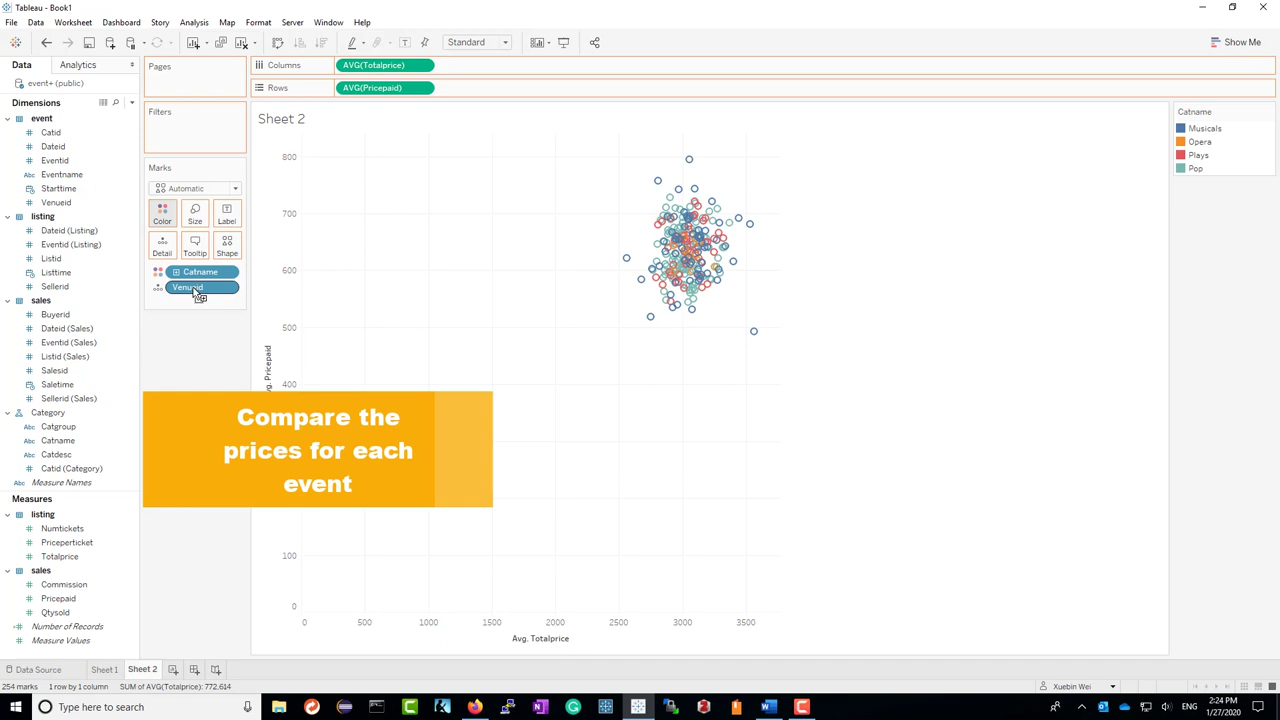 Tableau - Book1
File Data Worksheet Dashboard Story Analysis Map Format Server Window Help
Standard
Show Me
Data Analytics
event+ (public)
Dimensions
event
Catid
Dateid
Eventid
Abc Eventname
Starttime
Venueid
listing
Dateid (Listing)
Eventid (Listing)
Listid
Listtime
Sellerid
sales
Buyerid
Dateid (Sales)
Eventid (Sales)
Listid (Sales)
Salesid
Saletime
Sellerid (Sales)
Category
Abc Catgroup
Abc Catname
Abc Catdesc
Catid (Category)
Abc Measure Names
Measures
listing
Numtickets
Priceperticket
Totalprice
sales
Commission
Pricepaid
Qtysold
Number of Records
Measure Values
Pages
Filters
Marks
Automatic
Color Size Label
Detail Tooltip Shape
Catname
Venueid
Columns AVG(Totalprice)
Rows AVG(Pricepaid)
Sheet 2
800
700
600
500
400
100
0
Avg. Pricepaid
0 500 1000 1500 2000 2500 3000 3500
Avg. Totalprice
Catname
Musicals
Opera
Plays
Pop
Compare the
prices for each
event
Data Source Sheet 1 Sheet 2
254 marks 1 row by 1 column SUM of AVG(Totalprice): 772,614
Xuebin Wei
Type here to search
ENG
2:24 PM
1/27/2020